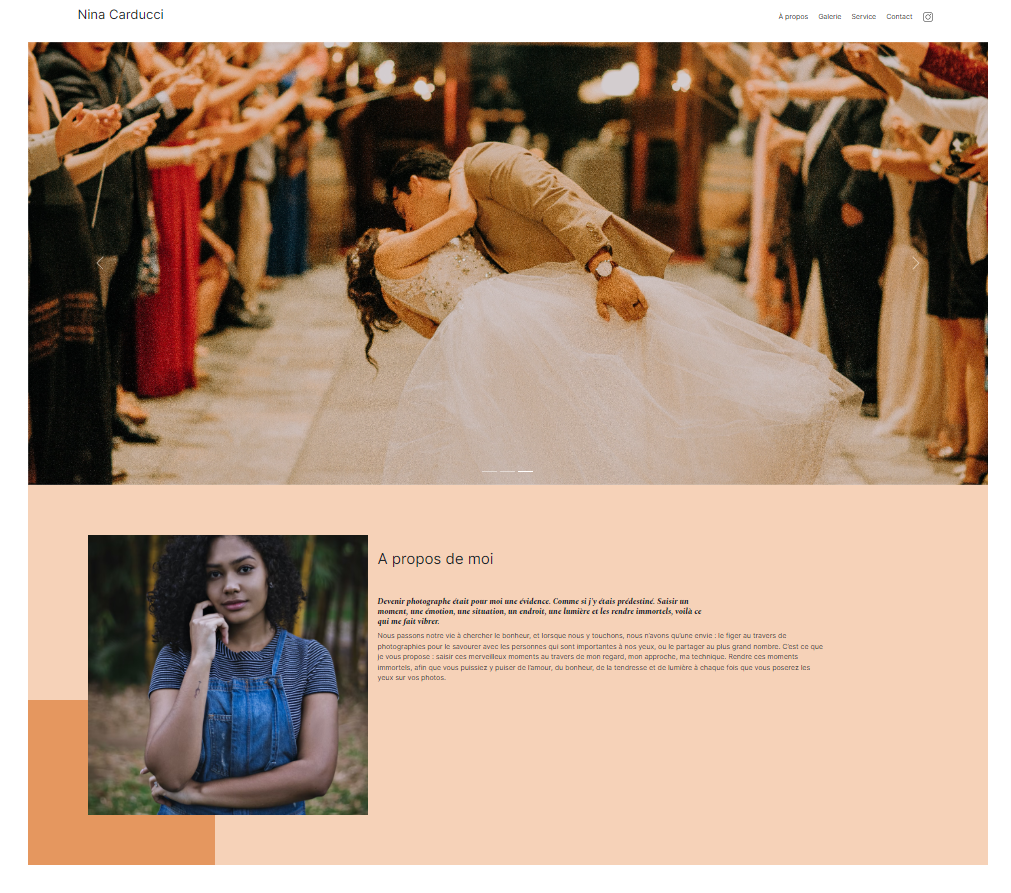 Nina Carducci
À propos Galerie Service Contact
A propos de moi
Devenir photographe était pour moi une évidence. Comme si j'y étais prédestiné. Saisir un
moment, une émotion, une situation, un endroit, une lumière et les rendre immortels, voilà ce
qui me fait vibrer.
Nous passons notre vie à chercher le bonheur, et lorsque nous y touchons, nous n'avons qu'une envie : le figer au travers de
photographies pour le savourer avec les personnes qui sont importantes à nos yeux, ou le partager au plus grand nombre. C'est ce que
je vous propose : saisir ces merveilleux moments au travers de mon regard, mon approche, ma technique. Rendre ces moments
immortels, afin que vous puissiez y puiser de l'amour, du bonheur, de la tendresse et de lumière à chaque fois que vous poserez les
yeux sur vos photos.